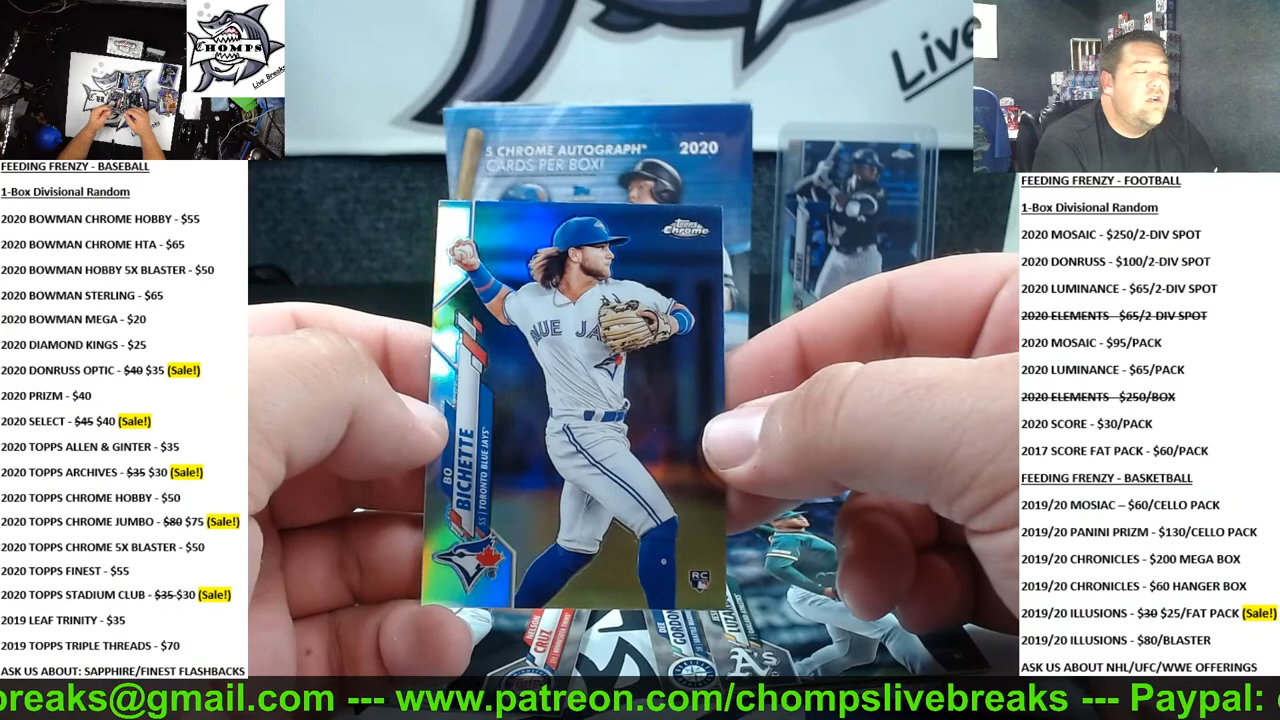 CHOMPS
Live Breaks
FEEDING FRENZY - BASEBALL
1-Box Divisional Random
2020 BOWMAN CHROME HOBBY - $55
2020 BOWMAN CHROME HTA - $65
2020 BOWMAN HOBBY 5X BLASTER - $50
2020 BOWMAN STERLING - $65
2020 BOWMAN MEGA - $20
2020 DIAMOND KINGS - $25
2020 DONRUSS OPTIC - $40 $35 (Sale!)
2020 PRIZM - $40
2020 SELECT - $45 $40 (Sale!)
2020 TOPPS ALLEN & GINTER - $35
2020 TOPPS ARCHIVES - $35 $30 (Sale!)
2020 TOPPS CHROME HOBBY - $50
2020 TOPPS CHROME JUMBO - $80 $75 (Sale!)
2020 TOPPS CHROME 5X BLASTER - $50
2020 TOPPS FINEST - $55
2020 TOPPS STADIUM CLUB - $35 $30 (Sale!)
2019 LEAF TRINITY - $35
2019 TOPPS TRIPLE THREADS - $70
ASK US ABOUT: SAPPHIRE/FINEST FLASHBACKS
Live
5 CHROME AUTOGRAPH
CARDS PER BOX!
2020
Topps
Chrome
BLUE JA
BO
BICHETTE
SS | TORONTO BLUE JAYS
RC
NELSON
CRUZ
DEE
GORDON
FEEDING FRENZY - FOOTBALL
1-Box Divisional Random
2020 MOSAIC - $250/2-DIV SPOT
2020 DONRUSS - $100/2-DIV SPOT
2020 LUMINANCE - $65/2-DIV SPOT
2020 ELEMENTS - $65/2 DIV SPOT
2020 MOSAIC - $95/PACK
2020 LUMINANCE - $65/PACK
2020 ELEMENTS - $250/BOX
2020 SCORE - $30/PACK
2017 SCORE FAT PACK - $60/PACK
FEEDING FRENZY - BASKETBALL
2019/20 MOSIAC – $60/CELLO PACK
2019/20 PANINI PRIZM - $130/CELLO PACK
2019/20 CHRONICLES - $200 MEGA BOX
2019/20 CHRONICLES - $60 HANGER BOX
2019/20 ILLUSIONS - $30 $25/FAT PACK (Sale!)
2019/20 ILLUSIONS - $80/BLASTER
ASK US ABOUT NHL/UFC/WWE OFFERINGS
breaks@gmail.com --- www.patreon.com/chompslivebreaks --- Paypal: